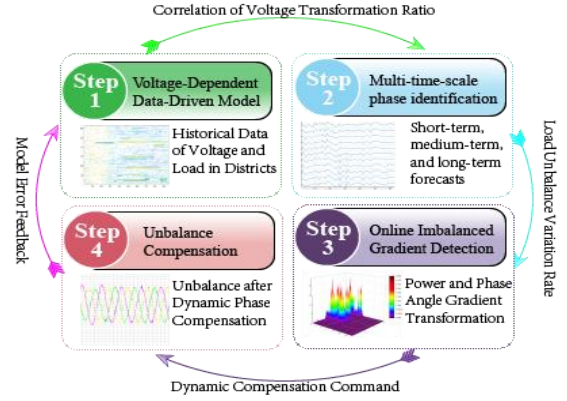 Correlation of Voltage Transformation Ratio
Step
1
Voltage-Dependent
Data-Driven Model
Historical Data
of Voltage and
Load in Districts
Step
2
Multi-time-scale
phase identification
Short-term,
medium-term,
and long-term
forecasts
Load Unbalance Variation Rate
Step
3
Online Imbalanced
Gradient Detection
Power and Phase
Angle Gradient
Transformation
Dynamic Compensation Command
Step
4
Unbalance
Compensation
Unbalance after
Dynamic Phase
Compensation
Model Error Feedback